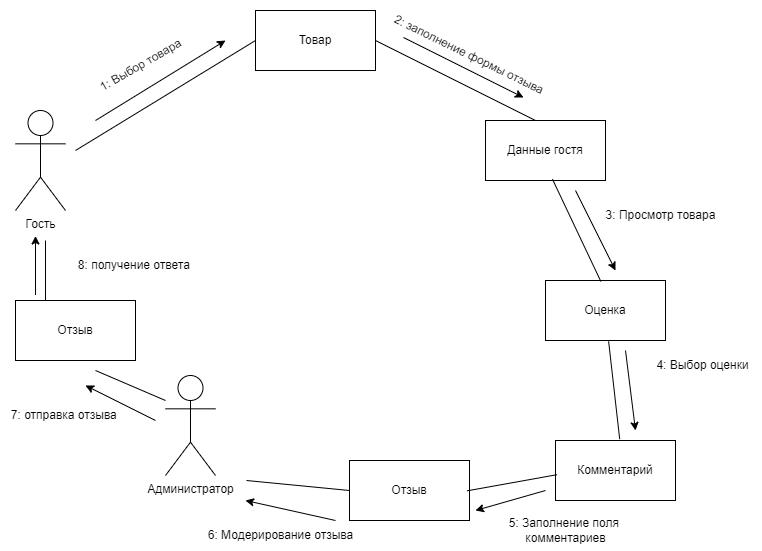 Товар
1: Выбор товара
2: заполнение формы отзыва
Данные гостя
3: Просмотр товара
Гость
8: получение ответа
Отзыв
Оценка
4: Выбор оценки
7: отправка отзыва
Администратор
Отзыв
Комментарий
6: Модерирование отзыва
5: Заполнение поля
комментариев